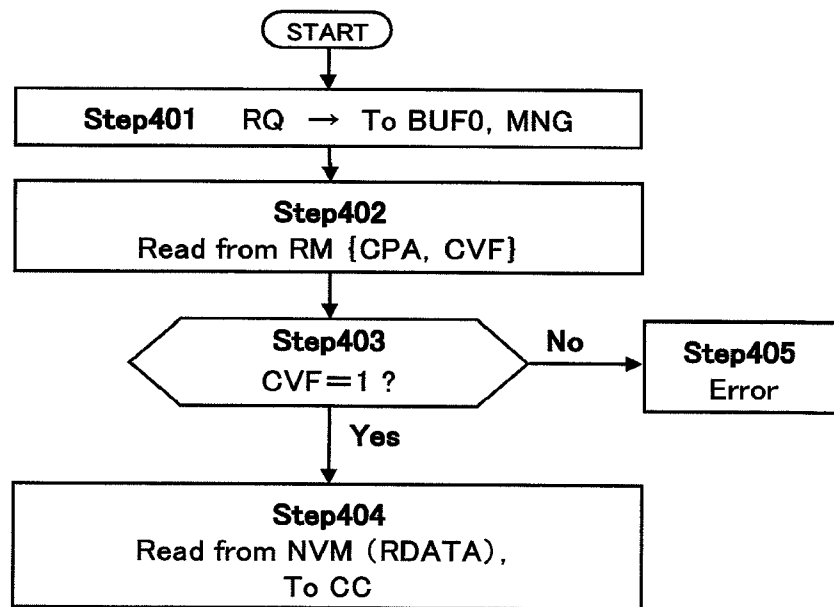 START
Step401 RQ → To BUF0, MNG
Step402
Read from RM {CPA, CVF}
Step403
CVF=1 ?
No
Step405
Error
Yes
Step404
Read from NVM (RDATA),
To CC